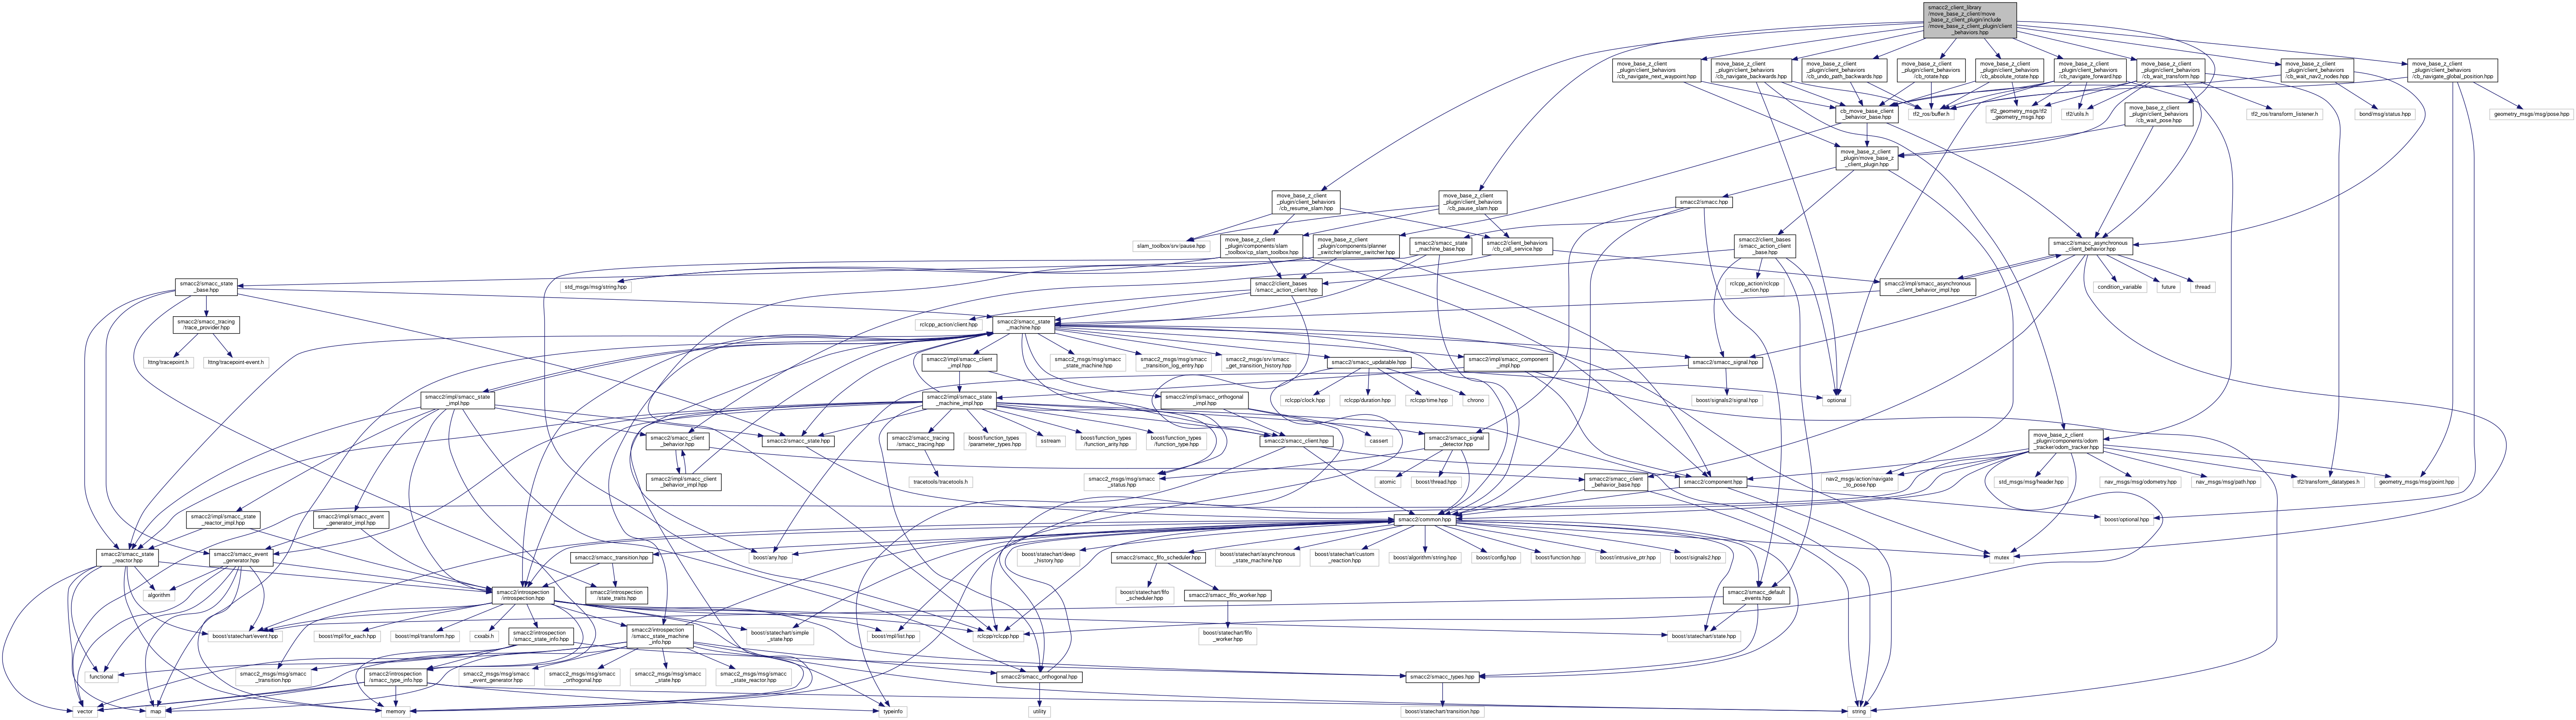 smacc2_client_library
/move_base_z_client/move
_base_z_client_plugin/include
/move_base_z_client_plugin/client
_behaviors.hpp
move_base_z_client
_plugin/client_behaviors
/cb_navigate_next_waypoint.hpp
move_base_z_client
_plugin/client_behaviors
/cb_navigate_backwards.hpp
move_base_z_client
_plugin/client_behaviors
/cb_undo_path_backwards.hpp
move_base_z_client
_plugin/client_behaviors
/cb_rotate.hpp
move_base_z_client
_plugin/client_behaviors
/cb_absolute_rotate.hpp
move_base_z_client
_plugin/client_behaviors
/cb_navigate_forward.hpp
move_base_z_client
_plugin/client_behaviors
/cb_wait_transform.hpp
move_base_z_client
_plugin/client_behaviors
/cb_wait_nav2_nodes.hpp
move_base_z_client
_plugin/client_behaviors
/cb_navigate_global_position.hpp
cb_move_base_client
_behavior_base.hpp
tf2_ros/buffer.h
tf2_geometry_msgs/tf2
_geometry_msgs.hpp
tf2/utils.h
move_base_z_client
_plugin/client_behaviors
/cb_wait_pose.hpp
tf2_ros/transform_listener.h
bond/msg/status.hpp
geometry_msgs/msg/pose.hpp
move_base_z_client
_plugin/move_base_z
_client_plugin.hpp
move_base_z_client
_plugin/client_behaviors
/cb_resume_slam.hpp
move_base_z_client
_plugin/client_behaviors
/cb_pause_slam.hpp
smacc2/smacc.hpp
slam_toolbox/srv/pause.hpp
move_base_z_client
_plugin/components/slam
_toolbox/cp_slam_toolbox.hpp
move_base_z_client
_plugin/components/planner
_switcher/planner_switcher.hpp
smacc2/smacc_state
_machine_base.hpp
smacc2/client_behaviors
/cb_call_service.hpp
smacc2/client_bases
/smacc_action_client
_base.hpp
smacc2/smacc_asynchronous
_client_behavior.hpp
smacc2/smacc_state
_base.hpp
std_msgs/msg/string.hpp
smacc2/client_bases
/smacc_action_client.hpp
rclcpp_action/rclcpp
_action.hpp
smacc2/impl/smacc_asynchronous
_client_behavior_impl.hpp
condition_variable
future
thread
smacc2/smacc_tracing
/trace_provider.hpp
rclcpp_action/client.hpp
smacc2/smacc_state
_machine.hpp
lttng/tracepoint.h
lttng/tracepoint-event.h
smacc2/impl/smacc_client
_impl.hpp
smacc2_msgs/msg/smacc
_state_machine.hpp
smacc2_msgs/msg/smacc
_transition_log_entry.hpp
smacc2_msgs/srv/smacc
_get_transition_history.hpp
smacc2/smacc_updatable.hpp
smacc2/impl/smacc_component
_impl.hpp
smacc2/smacc_signal.hpp
smacc2/impl/smacc_state
_impl.hpp
smacc2/impl/smacc_state
_machine_impl.hpp
smacc2/impl/smacc_orthogonal
_impl.hpp
rclcpp/clock.hpp
rclcpp/duration.hpp
rclcpp/time.hpp
chrono
boost/signals2/signal.hpp
optional
smacc2/smacc_client
_behavior.hpp
smacc2/smacc_state.hpp
smacc2/smacc_tracing
/smacc_tracing.hpp
boost/function_types
/parameter_types.hpp
sstream
boost/function_types
/function_arity.hpp
boost/function_types
/function_type.hpp
smacc2/smacc_client.hpp
cassert
smacc2/smacc_signal
_detector.hpp
move_base_z_client
_plugin/components/odom
_tracker/odom_tracker.hpp
smacc2/impl/smacc_client
_behavior_impl.hpp
tracetools/tracetools.h
smacc2_msgs/msg/smacc
_status.hpp
atomic
boost/thread.hpp
smacc2/smacc_client
_behavior_base.hpp
smacc2/component.hpp
nav2_msgs/action/navigate
_to_pose.hpp
std_msgs/msg/header.hpp
nav_msgs/msg/odometry.hpp
nav_msgs/msg/path.hpp
tf2/transform_datatypes.h
geometry_msgs/msg/point.hpp
smacc2/impl/smacc_state
_reactor_impl.hpp
smacc2/impl/smacc_event
_generator_impl.hpp
smacc2/common.hpp
boost/optional.hpp
smacc2/smacc_state
_reactor.hpp
smacc2/smacc_event
_generator.hpp
smacc2/smacc_transition.hpp
boost/any.hpp
boost/statechart/deep
_history.hpp
smacc2/smacc_fifo_scheduler.hpp
boost/statechart/asynchronous
_state_machine.hpp
boost/statechart/custom
_reaction.hpp
boost/algorithm/string.hpp
boost/config.hpp
boost/function.hpp
boost/intrusive_ptr.hpp
boost/signals2.hpp
mutex
algorithm
smacc2/introspection
/introspection.hpp
smacc2/introspection
/state_traits.hpp
boost/statechart/fifo
_scheduler.hpp
smacc2/smacc_fifo_worker.hpp
smacc2/smacc_default
_events.hpp
boost/statechart/event.hpp
boost/mpl/for_each.hpp
boost/mpl/transform.hpp
cxxabi.h
smacc2/introspection
/smacc_state_info.hpp
smacc2/introspection
/smacc_state_machine
_info.hpp
boost/statechart/simple
_state.hpp
boost/mpl/list.hpp
rclcpp/rclcpp.hpp
boost/statechart/fifo
_worker.hpp
boost/statechart/state.hpp
functional
smacc2_msgs/msg/smacc
_transition.hpp
smacc2/introspection
/smacc_type_info.hpp
smacc2_msgs/msg/smacc
_event_generator.hpp
smacc2_msgs/msg/smacc
_orthogonal.hpp
smacc2_msgs/msg/smacc
_state.hpp
smacc2_msgs/msg/smacc
_state_reactor.hpp
smacc2/smacc_orthogonal.hpp
smacc2/smacc_types.hpp
vector
map
memory
typeinfo
utility
boost/statechart/transition.hpp
string